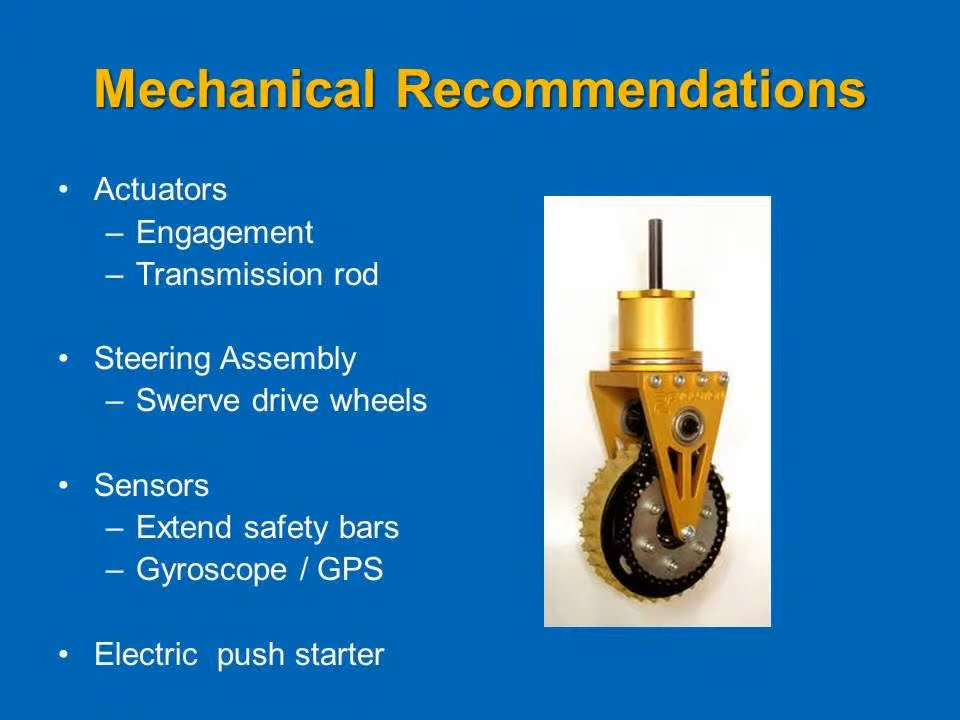 Mechanical Recommendations
• Actuators
– Engagement
– Transmission rod
• Steering Assembly
– Swerve drive wheels
• Sensors
– Extend safety bars
– Gyroscope / GPS
• Electric  push starter